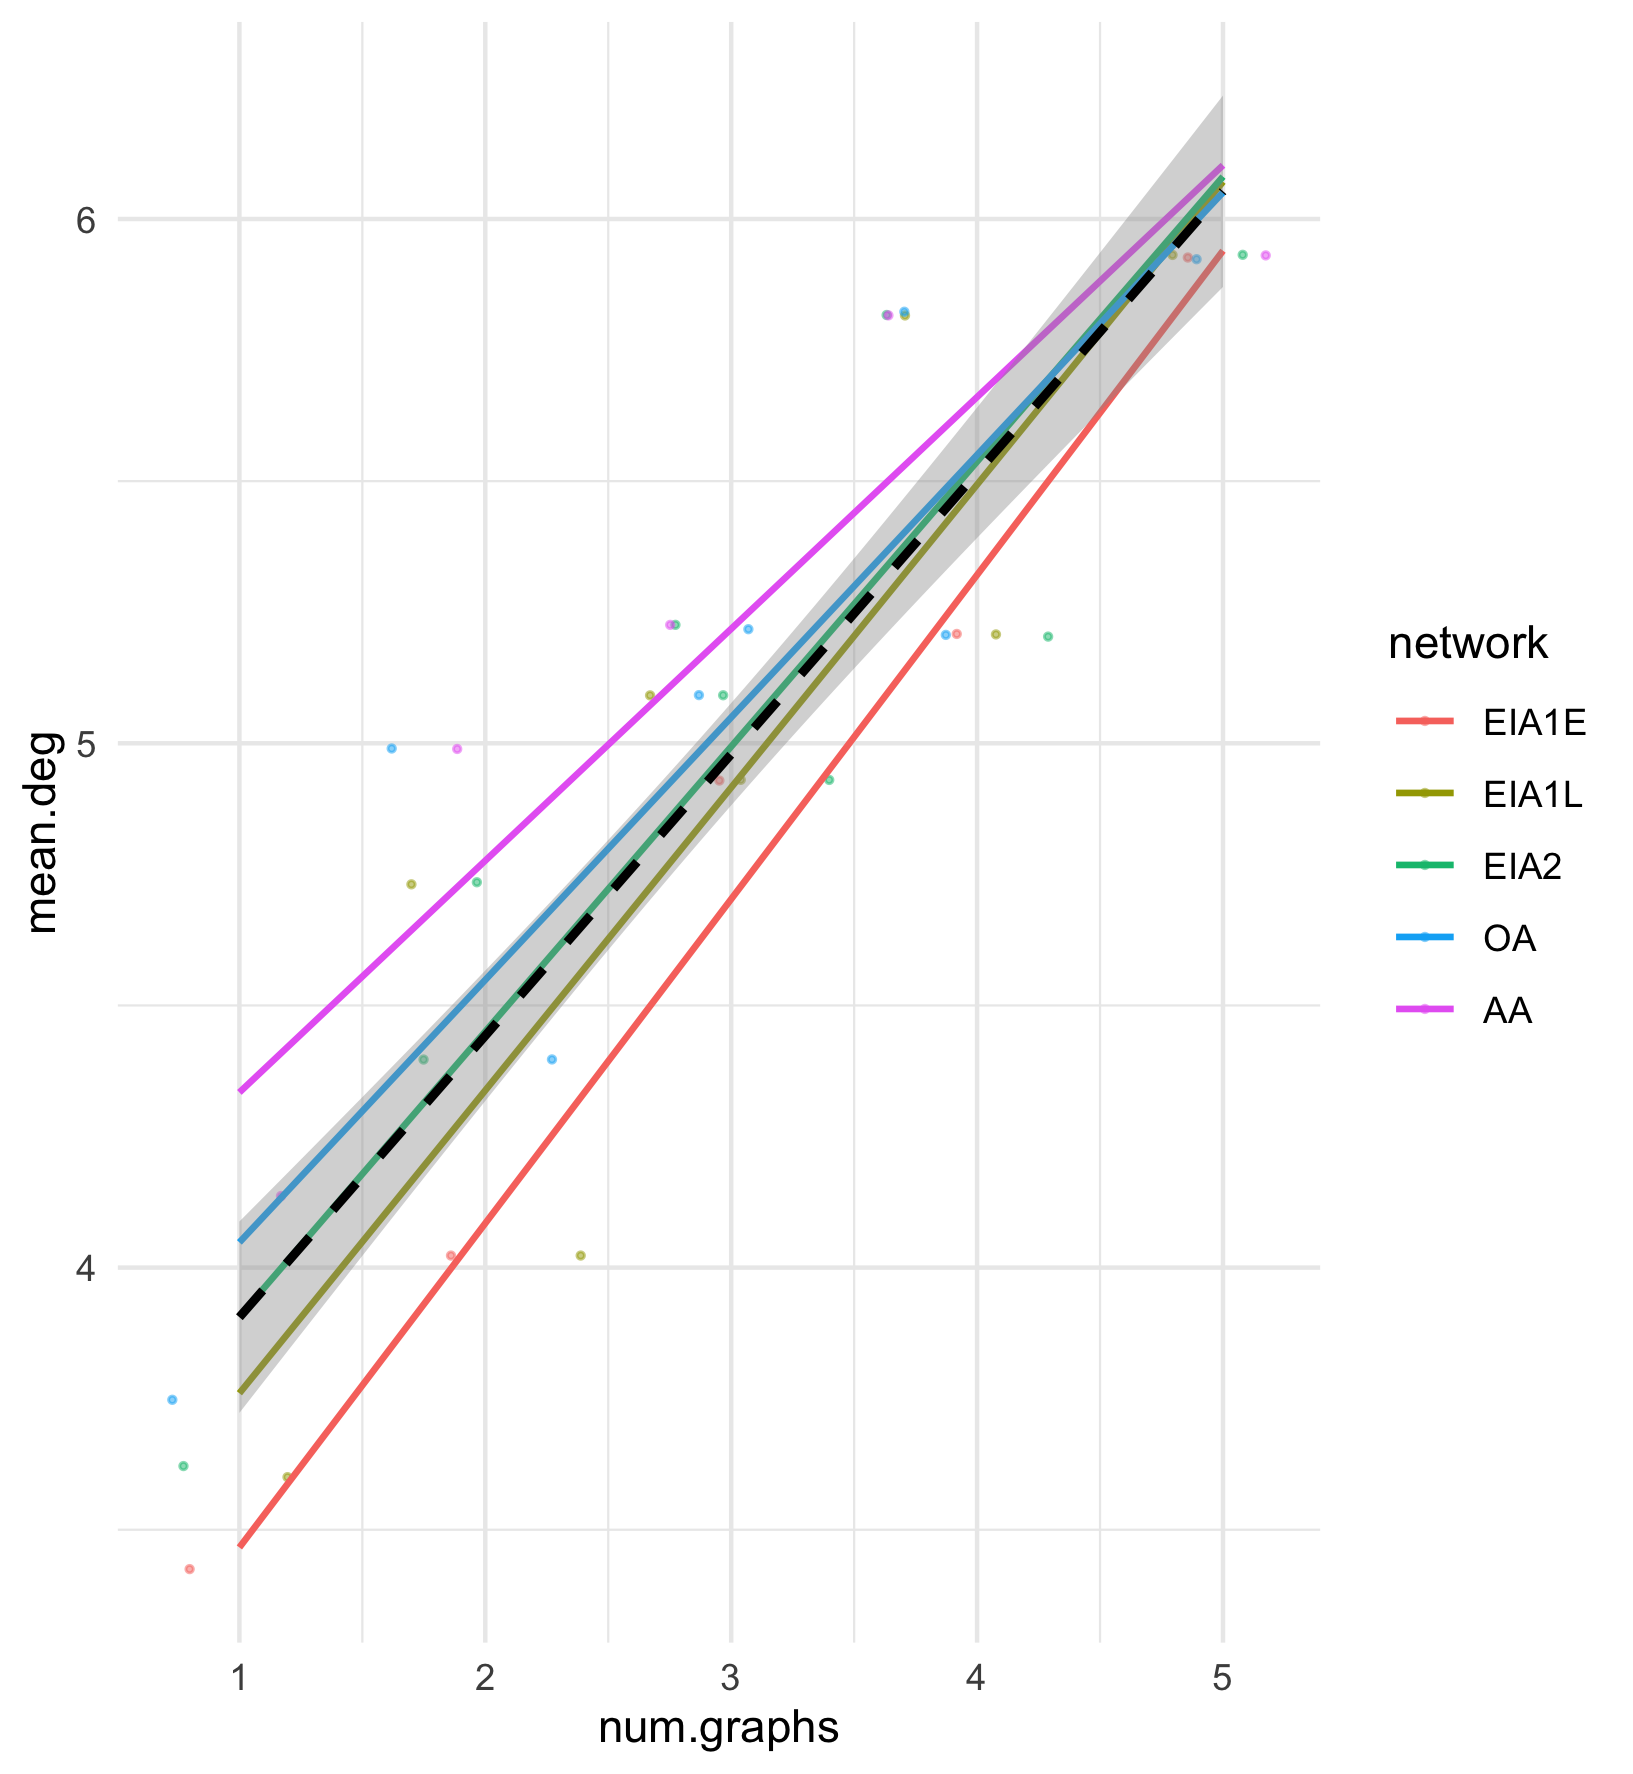 6
5
4
mean.deg
1 2 3 4 5
num.graphs
network
EIA1E
EIA1L
EIA2
OA
AA